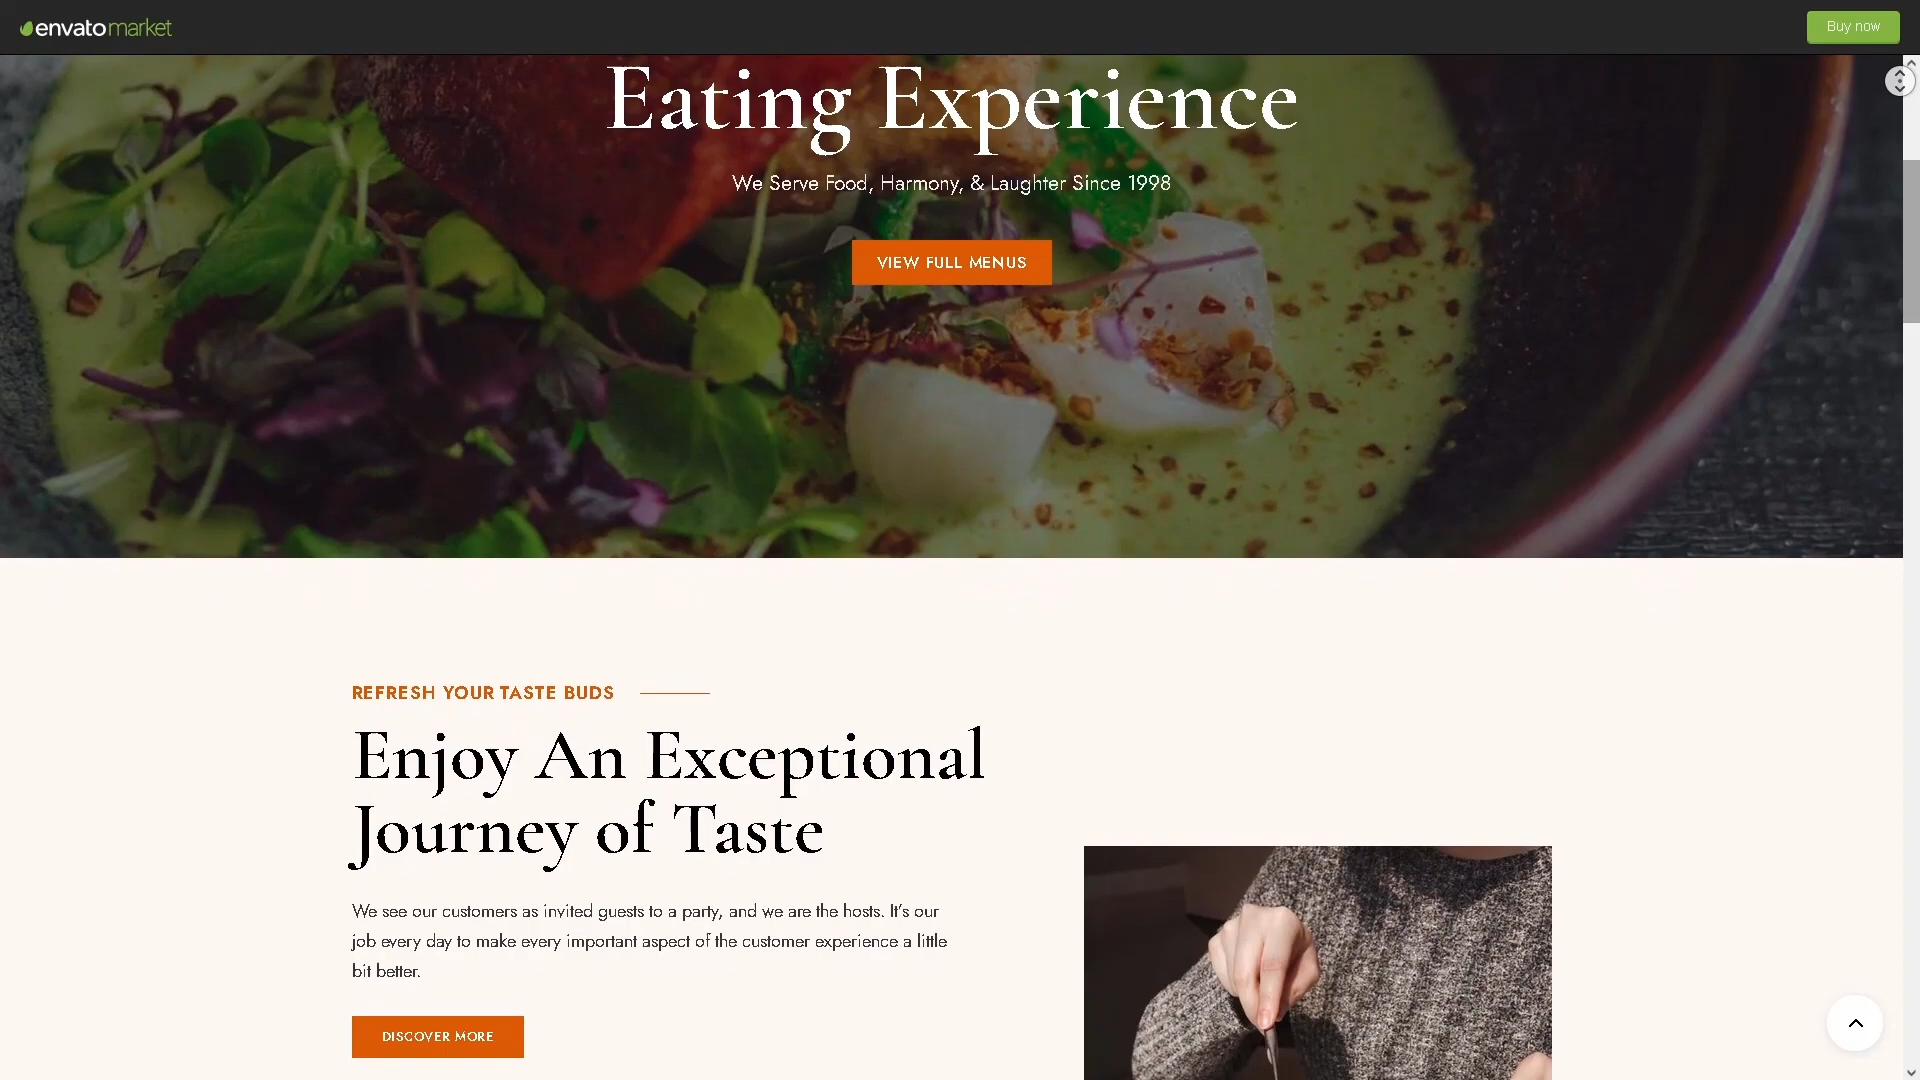 envatomarket
Buy now
Eating Experience
We Serve Food, Harmony, & Laughter Since 1998
VIEW FULL MENUS
REFRESH YOUR TASTE BUDS
Enjoy An Exceptional
Journey of Taste
We see our customers as invited guests to a party, and we are the hosts. It's our
job every day to make every important aspect of the customer experience a little
bit better.
DISCOVER MORE